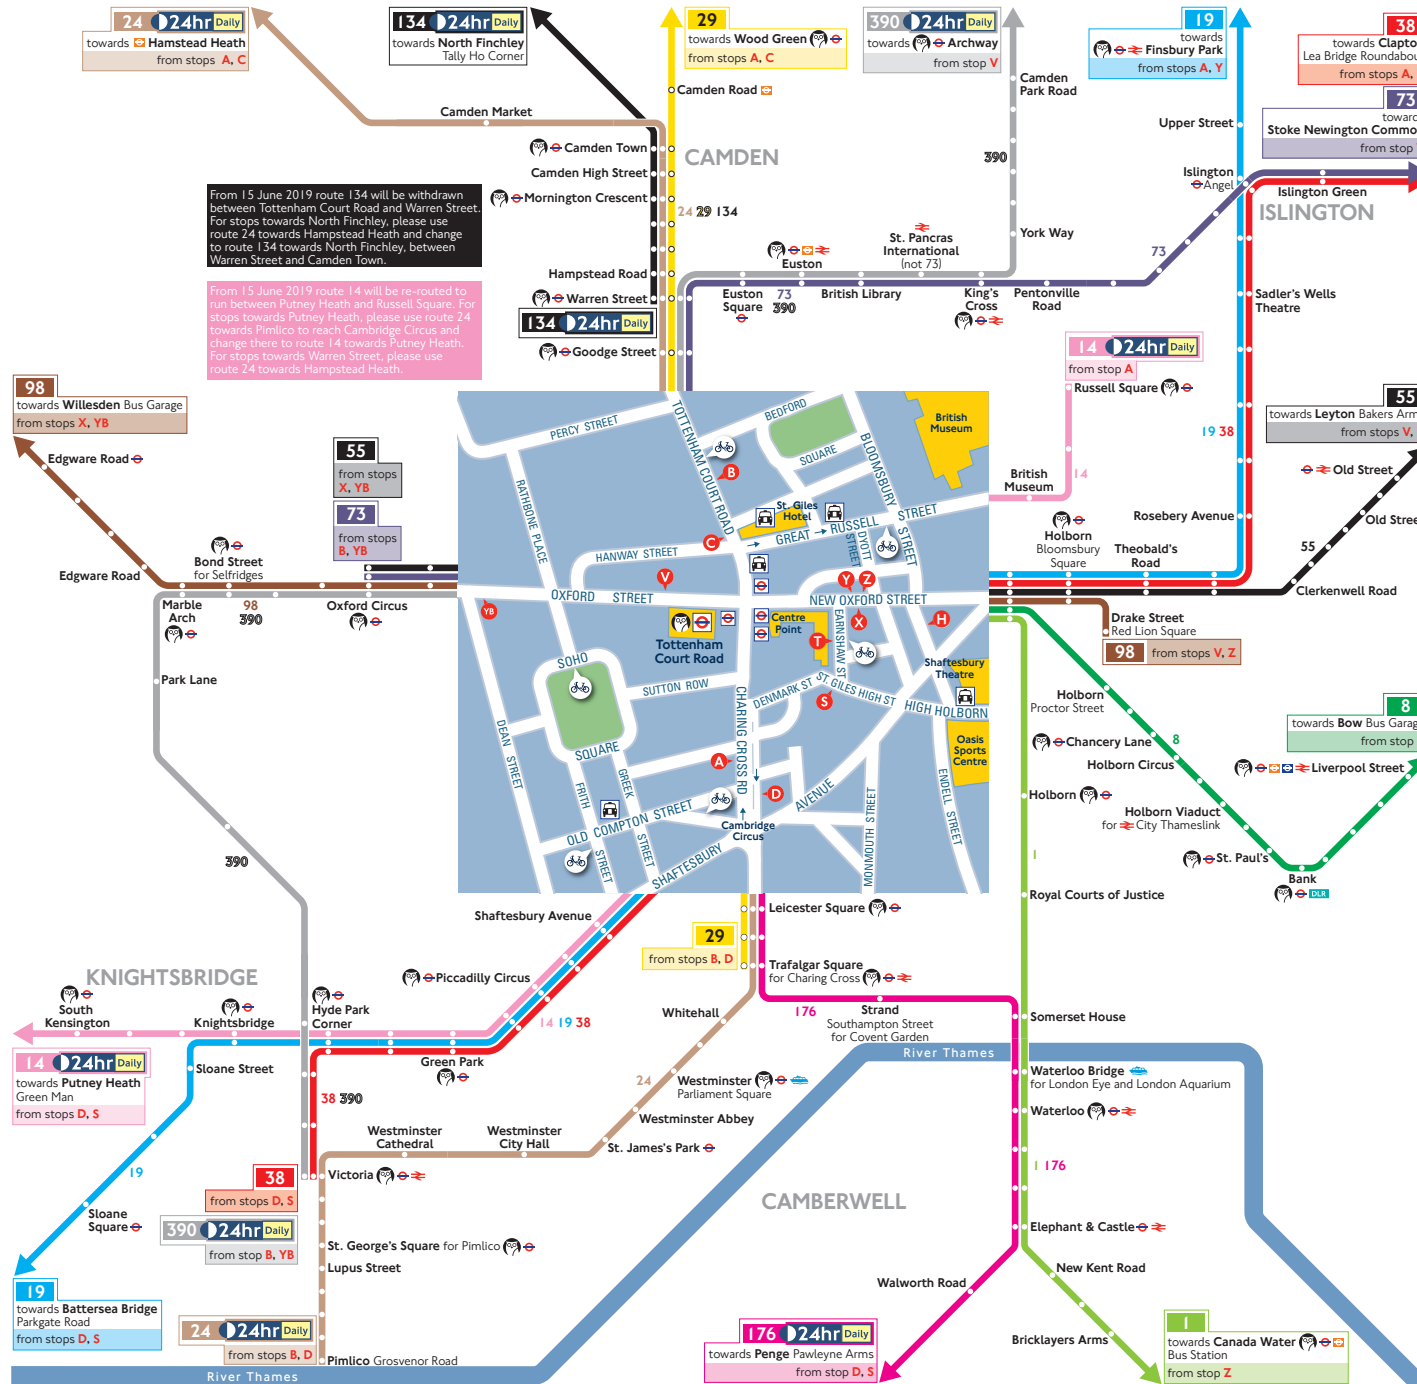 24 24hr Daily
towards Hamstead Heath
from stops A, C
134 24hr Daily
towards North Finchley
Tally Ho Corner
29
towards Wood Green
from stops A, C
390 24hr Daily
towards Archway
from stop V
19
towards
Finsbury Park
from stops A, Y
38
towards Clapto
Lea Bridge Roundabou
from stops A,
73
toward
Stoke Newington Commo
from stop
Camden Road
Camden
Park Road
Camden Market
Upper Street
Camden Town
CAMDEN
390
Camden High Street
Islington
Angel
Islington Green
Mornington Crescent
ISLINGTON
24 29 134
From 15 June 2019 route 134 will be withdrawn
between Tottenham Court Road and Warren Street.
For stops towards North Finchley, please use
route 24 towards Hampstead Heath and change
to route 134 towards North Finchley, between
Warren Street and Camden Town.
St. Pancras
International
(not 73)
York Way
73
Euston
Hampstead Road
From 15 June 2019 route 14 will be re-routed to
run between Putney Heath and Russell Square. For
stops towards Putney Heath, please use route 24
towards Pimlico to reach Cambridge Circus and
change there to route 14 towards Putney Heath.
For stops towards Warren Street, please use
route 24 towards Hampstead Heath.
Warren Street
Euston
Square
73
390
British Library
King's
Cross
Pentonville
Road
Sadler's Wells
Theatre
134 24hr Daily
Goodge Street
14 24hr Daily
from stop A
Russell Square
98
towards Willesden Bus Garage
from stops X, YB
55
towards Leyton Bakers Arm
from stops V,
19 38
Edgware Road
55
from stops
X, YB
73
from stops
B, YB
14
British
Museum
Old Street
Rosebery Avenue
Old Stree
Holborn
Bloomsbury
Square
Theobald's
Road
55
Clerkenwell Road
Bond Street
for Selfridges
Edgware Road
Marble
Arch
98
390
Oxford Circus
PERCY STREET
TOTTENHAM COURT ROAD
BEDFORD
SQUARE
BLOOMSBURY
STREET
British
Museum
RATHBONE PLACE
B
St. Giles
Hotel
GREAT RUSSELL STREET
C
HANWAY STREET
DYOTT
STREET
V
Y
Z
OXFORD STREET
NEW OXFORD STREET
YB
Centre
Point
X
H
T
EARNSHAW ST
Tottenham
Court Road
Shaftesbury
Theatre
SOHO
SQUARE
SUTTON ROW
DENMARK ST
ST. GILES HIGH ST
HIGH HOLBORN
S
CHARING CROSS RD
DEAN STREET
Oasis
Sports
Centre
A
FRITH
STREET
GREEK
STREET
D
AVENUE
MONMOUTH STREET
ENDELL STREET
OLD COMPTON STREET
Cambridge
Circus
SHAFTESBURY
Drake Street
Red Lion Square
98 from stops V, Z
Park Lane
Holborn
Proctor Street
8
towards Bow Bus Garag
from stop
Chancery Lane
8
Holborn Circus
Liverpool Street
Holborn
Holborn Viaduct
for City Thameslink
1
St. Paul's
Bank
DLR
390
Royal Courts of Justice
Shaftesbury Avenue
Leicester Square
29
from stops B, D
KNIGHTSBRIDGE
Piccadilly Circus
Trafalgar Square
for Charing Cross
South
Kensington
Knightsbridge
Hyde Park
Corner
14 19 38
Whitehall
176
Strand
Southampton Street
for Covent Garden
Somerset House
River Thames
14 24hr Daily
towards Putney Heath
Green Man
from stops D, S
Sloane Street
Green Park
24
Westminster
Parliament Square
Waterloo Bridge
for London Eye and London Aquarium
38 390
Waterloo
Westminster Abbey
Westminster
Cathedral
Westminster
City Hall
St. James's Park
19
1 176
38
from stops D, S
Victoria
CAMBERWELL
Sloane
Square
390 24hr Daily
from stop B, YB
Elephant & Castle
St. George's Square for Pimlico
Lupus Street
New Kent Road
Walworth Road
19
towards Battersea Bridge
Parkgate Road
from stops D, S
24 24hr Daily
from stops B, D
Pimlico Grosvenor Road
176 24hr Daily
towards Penge Pawleyne Arms
from stop D, S
Bricklayers Arms
1
towards Canada Water
Bus Station
from stop Z
River Thames